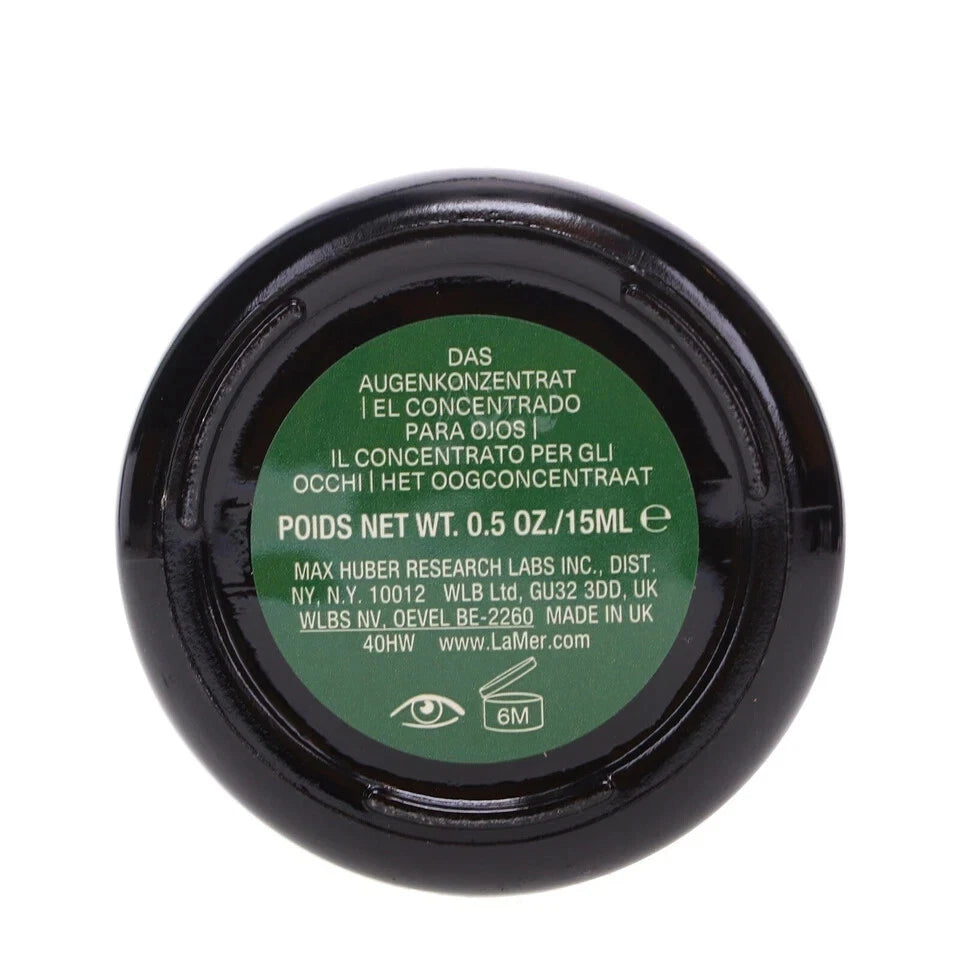 DAS
AUGENKONZENTRAT
| EL CONCENTRADO
PARA OJOS |
IL CONCENTRATO PER GLI
OCCHI | HET OOGCONCENTRAAT
POIDS NET WT. 0.5 OZ./15ML ℮
MAX HUBER RESEARCH LABS INC., DIST.
NY, N.Y. 10012 WLB Ltd, GU32 3DD, UK
WLBS NV, OEVEL BE-2260 MADE IN UK
40HW www.LaMer.com
6M